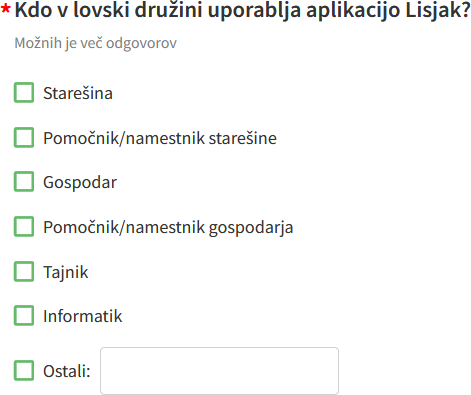 * Kdo v lovski družini uporablja aplikacijo Lisjak?
Možnih je več odgovorov
Starešina
Pomočnik/namestnik starešine
Gospodar
Pomočnik/namestnik gospodarja
Tajnik
Informatik
Ostali: